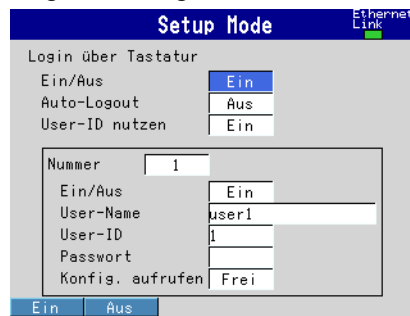 Setup Mode
Ethernet
Link
Login über Tastatur
Ein/Aus Ein
Auto-Logout Aus
User-ID nutzen Ein
Nummer 1
Ein/Aus Ein
User-Name user1
User-ID 1
Passwort
Konfig. aufrufen Frei
Ein Aus